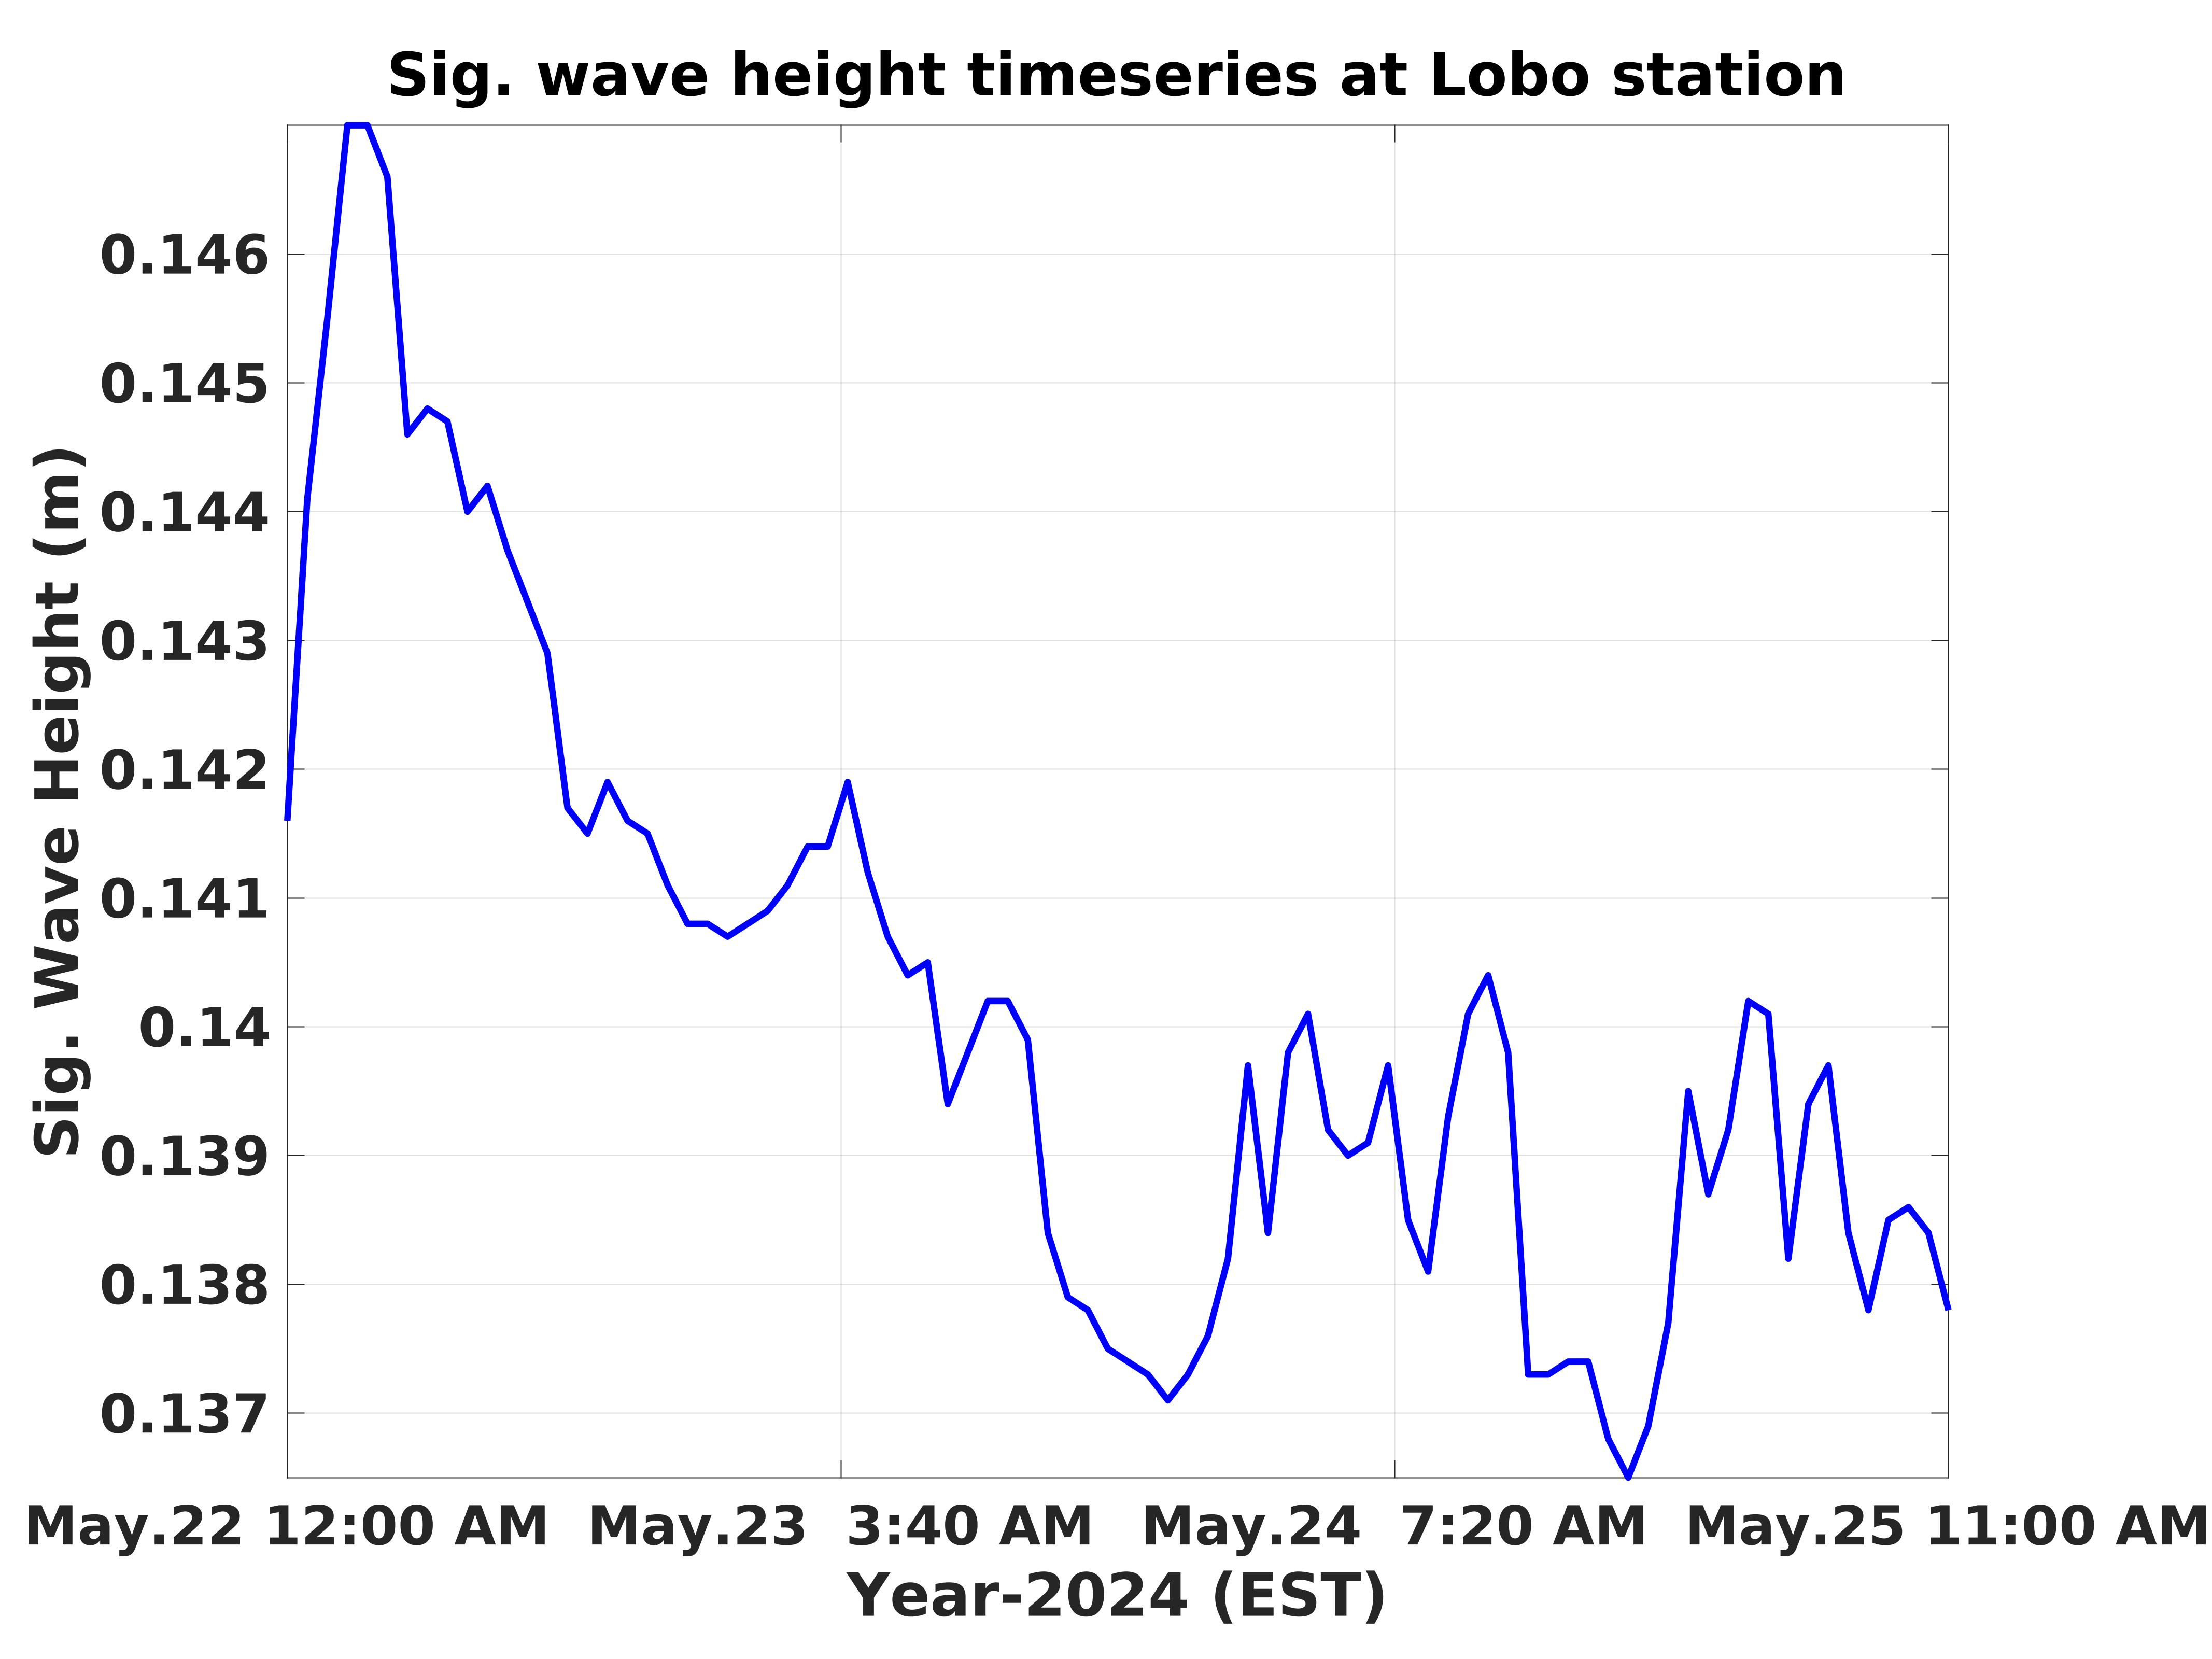 Sig. wave height timeseries at Lobo station
Sig. Wave Height (m)
0.146
0.145
0.144
0.143
0.142
0.141
0.14
0.139
0.138
0.137
May.22 12:00 AM May.23 3:40 AM May.24 7:20 AM May.25 11:00 AM
Year-2024 (EST)